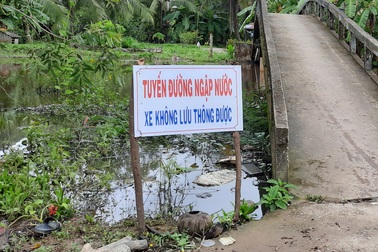 TUYẾN ĐƯỜNG NGẬP NƯỚC
XE KHÔNG LƯU THÔNG ĐƯỢC